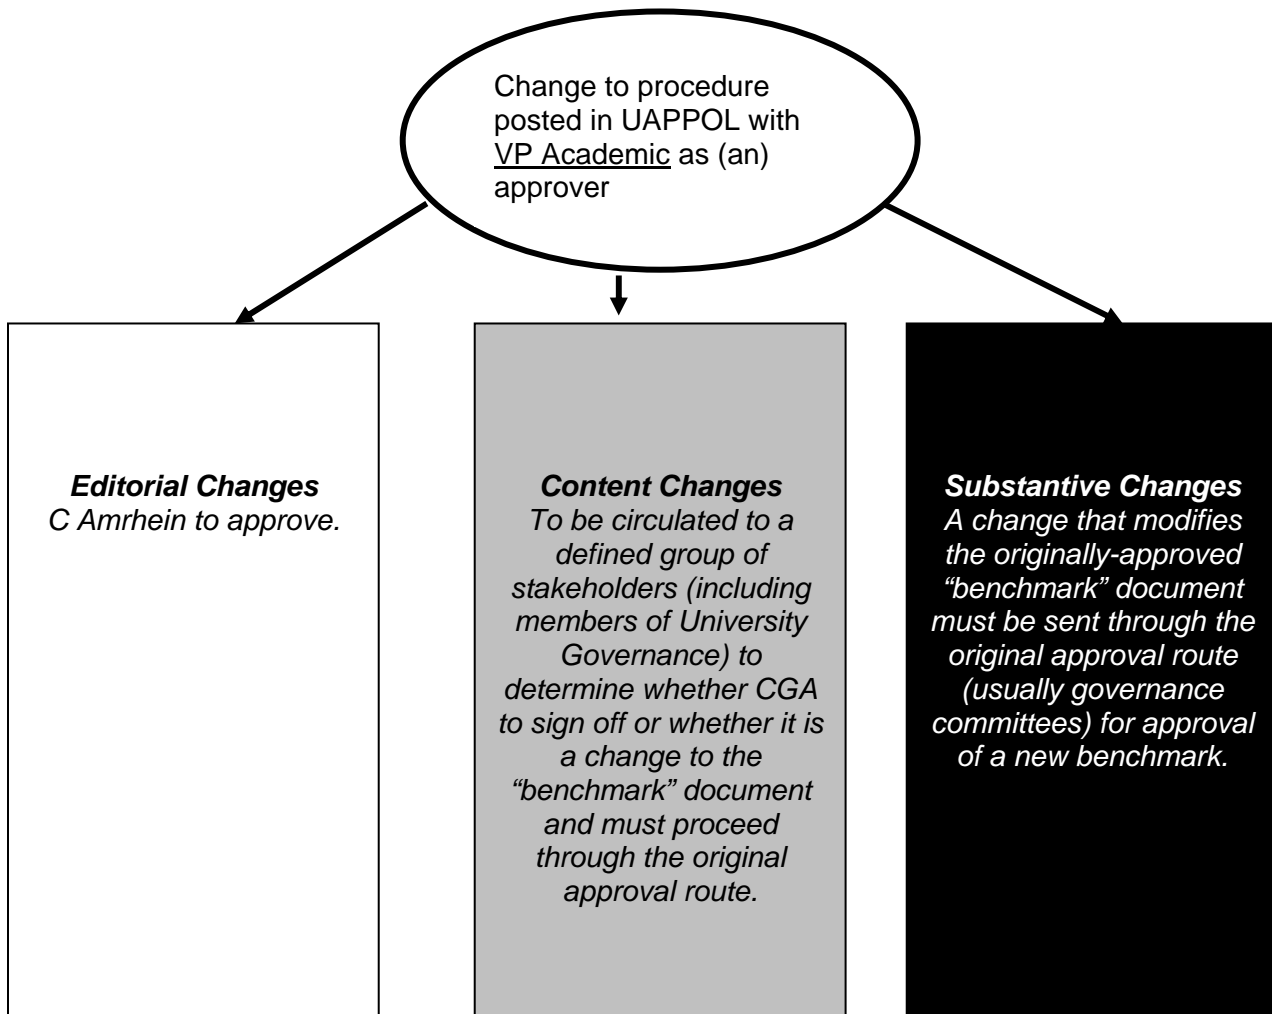 Change to procedure
posted in UAPPOL with
VP Academic as (an)
approver
Editorial Changes
C Amrhein to approve.
Content Changes
To be circulated to a
defined group of
stakeholders (including
members of University
Governance) to
determine whether CGA
to sign off or whether it is
a change to the
“benchmark” document
and must proceed
through the original
approval route.
Substantive Changes
A change that modifies
the originally-approved
“benchmark” document
must be sent through the
original approval route
(usually governance
committees) for approval
of a new benchmark.